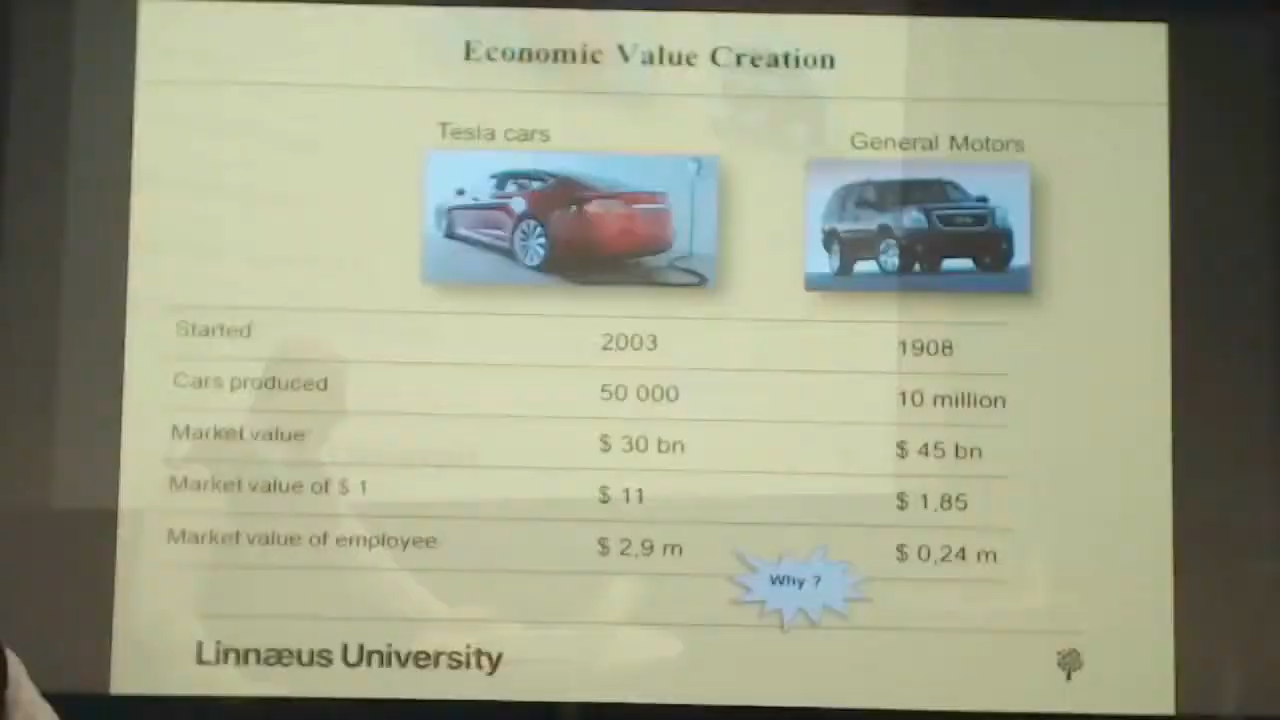 Economic Value Creation
Tesla cars General Motors
Started 2003 1908
Cars produced 50 000 10 million
Market value $ 30 bn $ 45 bn
Market value of $ 1 $ 11 $ 1,85
Market value of employee $ 2,9 m $ 0,24 m
Why ?
Linnæus University